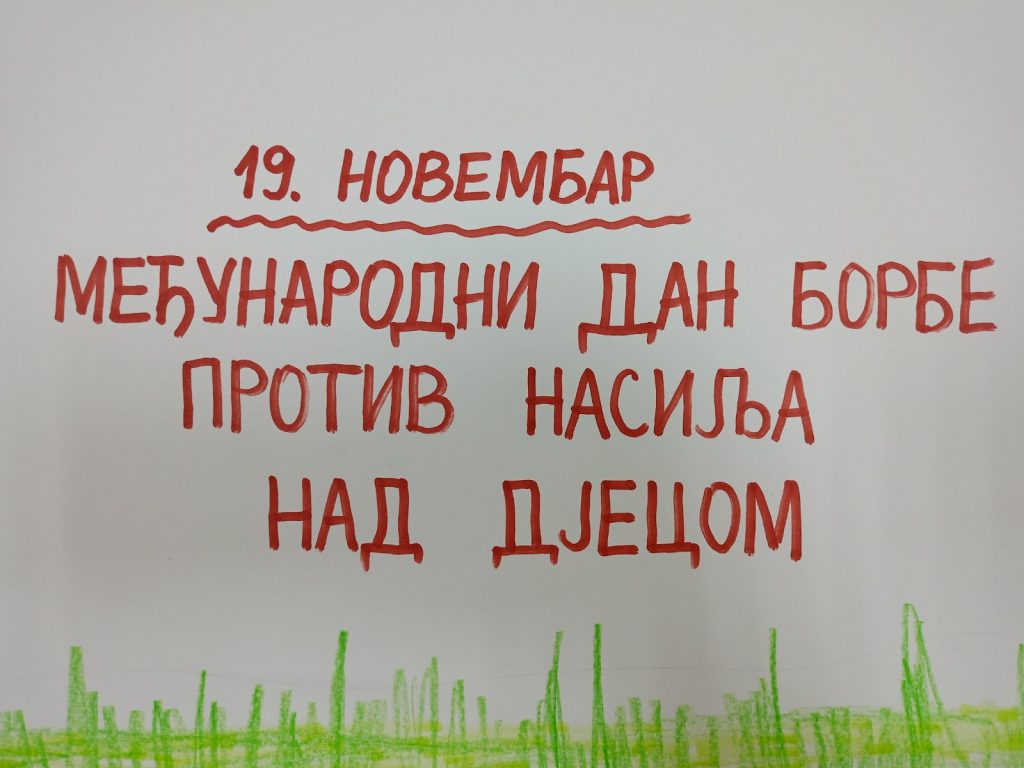 19. НОВЕМБАР
МЕЂУНАРОДНИ ДАН БОРБЕ
ПРОТИВ НАСИЉА
НАД ДЈЕЦОМ